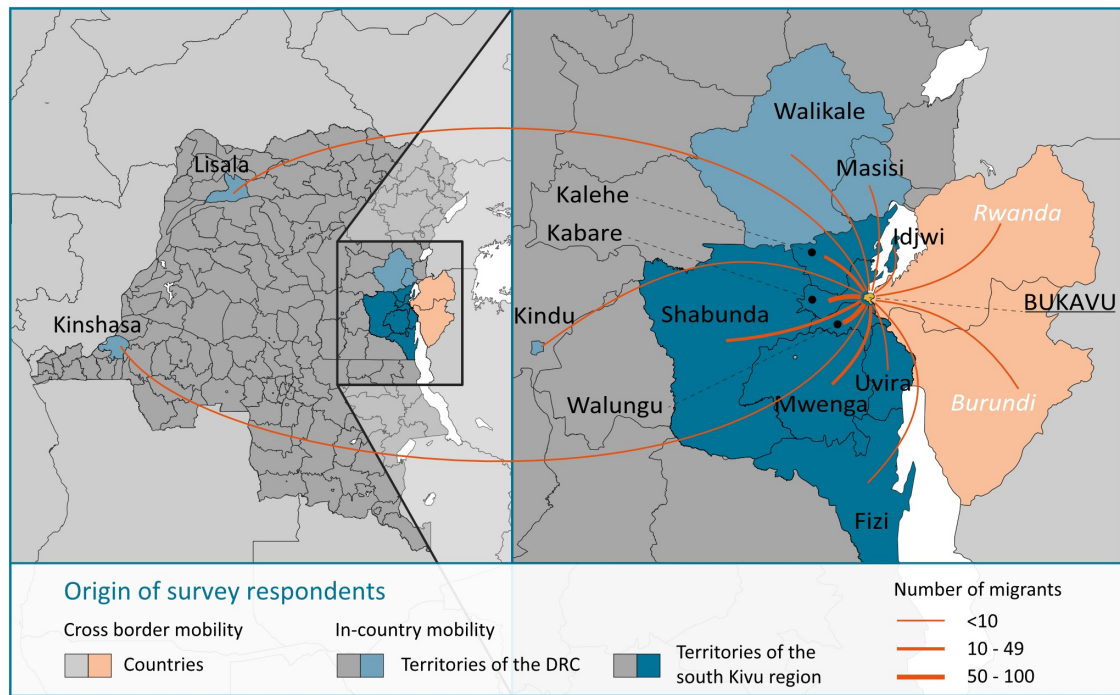 Lisala
Kinshasa
Walikale
Masisi
Kalehe
Kabare
Idjwi
Rwanda
BUKAVU
Kindu
Shabunda
Walungu
Uvira
Mwenga
Burundi
Fizi
Origin of survey respondents
Cross border mobility
Countries
In-country mobility
Territories of the DRC
Territories of the
south Kivu region
Number of migrants
<10
10 - 49
50 - 100